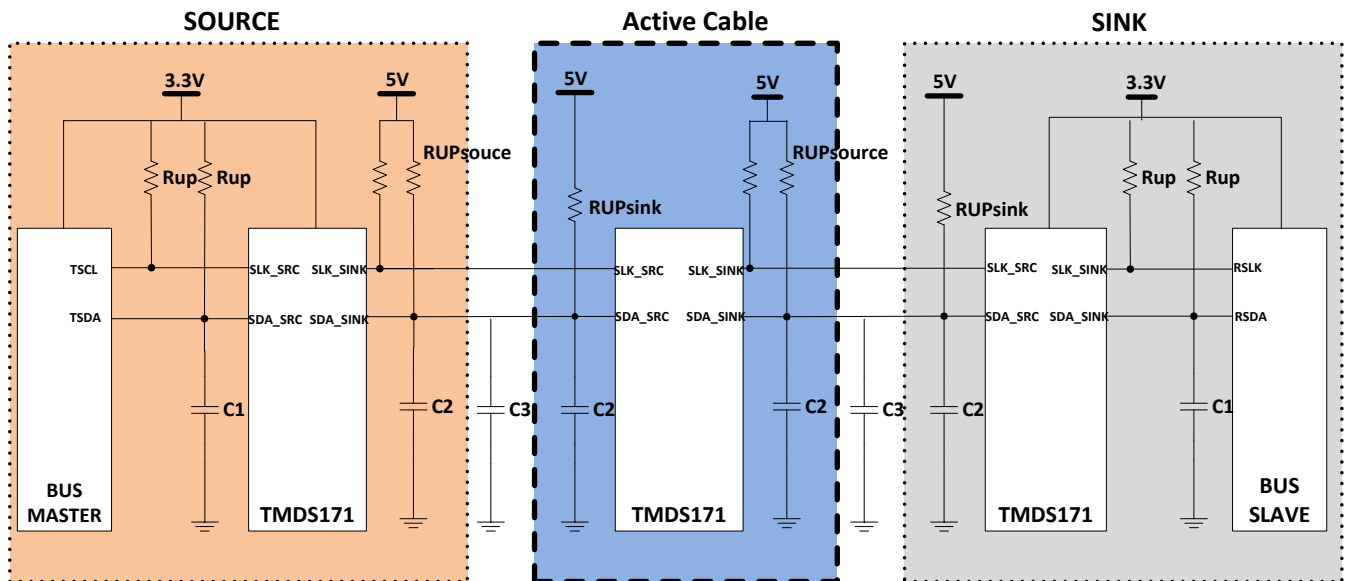 SOURCE
Active Cable
SINK
3.3V
5V
5V
5V
5V
3.3V
RUPsouce
RUPsource
Rup
Rup
Rup
Rup
RUPsink
RUPsink
TSCL
SLK_SRC
SLK_SINK
SLK_SRC
SLK_SINK
SLK_SRC
SLK_SINK
RSLK
TSDA
SDA_SRC
SDA_SINK
SDA_SRC
SDA_SINK
SDA_SRC
SDA_SINK
RSDA
C1
C2
C3
C2
C2
C3
C2
C1
BUS
MASTER
TMDS171
TMDS171
TMDS171
BUS
SLAVE